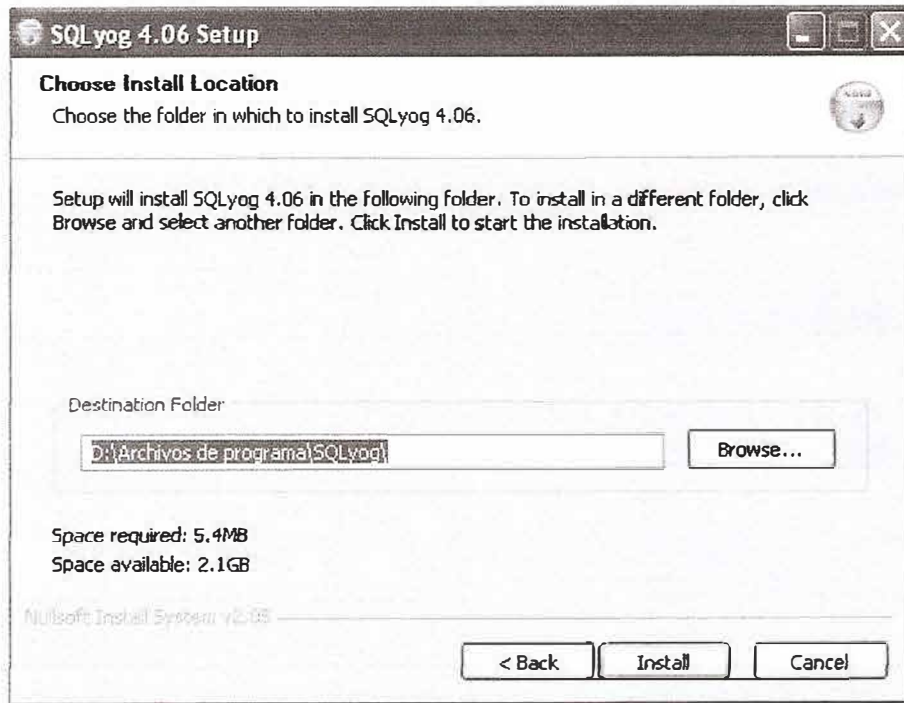 SQLyog 4.06 Setup
Choose Install Location
Choose the folder in which to install SQLyog 4.06.
Setup will install SQLyog 4.06 in the following folder. To install in a different folder, click
Browse and select another folder. Click Install to start the installation.
Destination Folder
D:\Archivos de programa\SQLyog\
Browse...
Space required: 5.4MB
Space available: 2.1GB
Nullsoft Install System v2.05
< Back
Install
Cancel